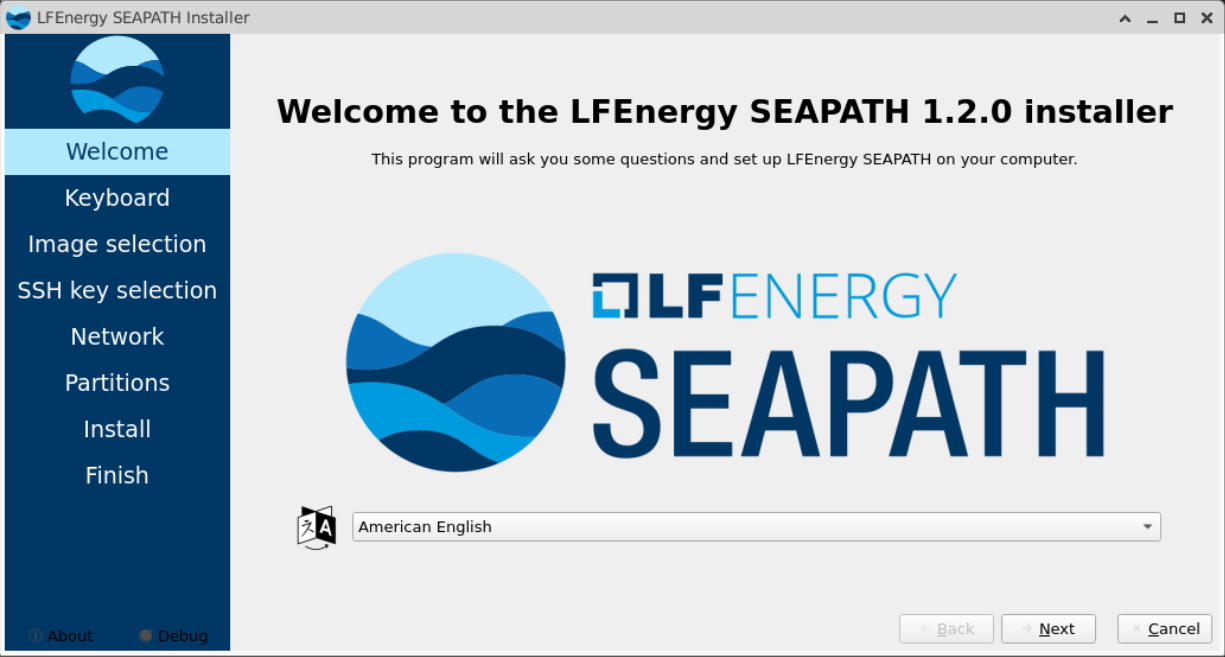 LFEnergy SEAPATH Installer
Welcome
Keyboard
Image selection
SSH key selection
Network
Partitions
Install
Finish
About
Debug
Welcome to the LFEnergy SEAPATH 1.2.0 installer
This program will ask you some questions and set up LFEnergy SEAPATH on your computer.
LFENERGY
SEAPATH
American English
Back
Next
Cancel